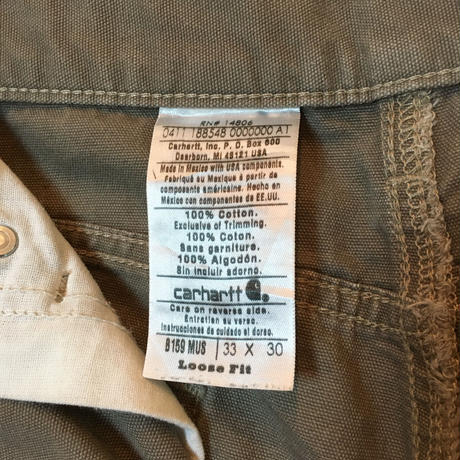 RN# 14806
0411 188548 0000000 A1
Carhartt, Inc. P. O. Box 600
Dearborn, MI 48121 USA
Made in Mexico with USA components.
Fabriqué au Mexique à partir de
composants américains. Hecho en
México con componentes de EE.UU.
100% Cotton.
Exclusive of Trimming.
100% Coton.
Sans garniture.
100% Algodón.
Sin incluir adorno.
carhartt
Care on reverse side.
Entretien au verso.
Instrucciones de cuidado al dorso.
B159 MUS 33 X 30
Loose Fit